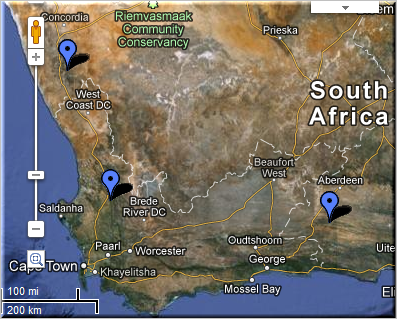 Concordia
Riemvasmaak
Community
Conservancy
Prieska
West
Coast DC
South
Africa
Beaufort
West
Aberdeen
Brede
River DC
Saldanha
Oudtshoorn
Paarl
Worcester
George
Cape Town
Khayelitsha
Mossel Bay
100 mi
200 km